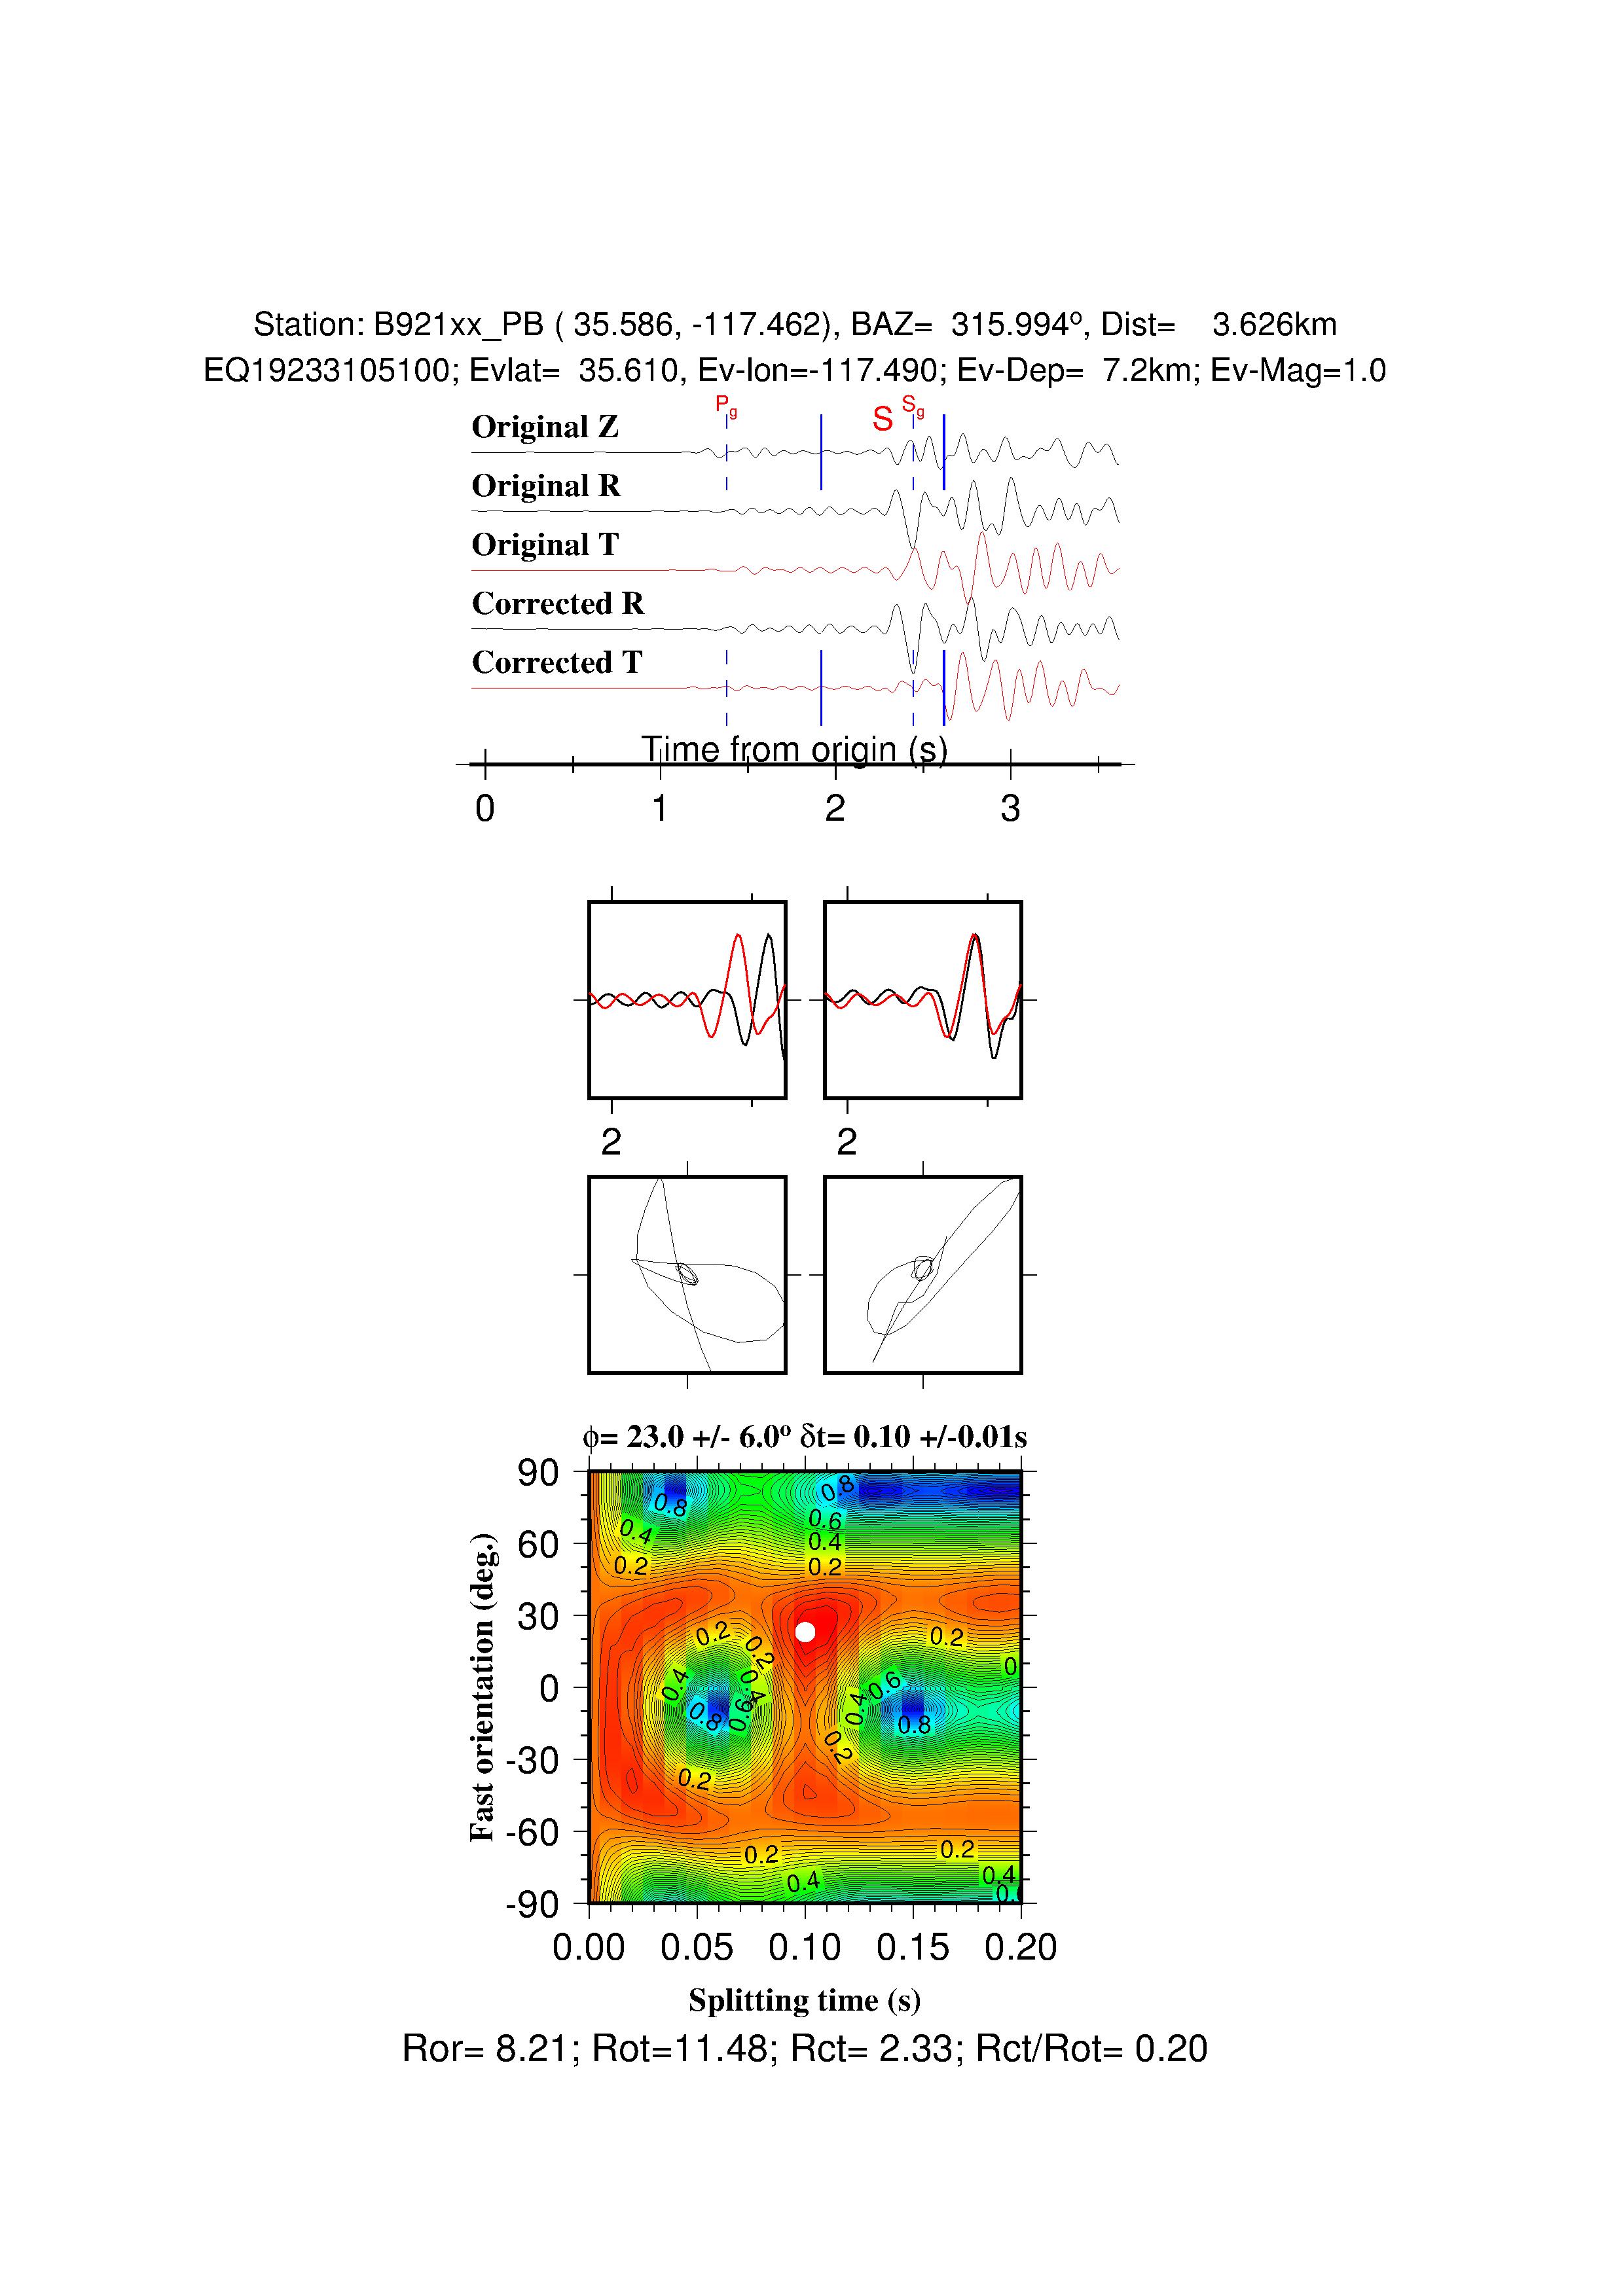 Station: B921xx_PB ( 35.586, -117.462), BAZ= 315.994º, Dist= 3.626km
EQ19233105100; Evlat= 35.610, Ev-lon=-117.490; Ev-Dep= 7.2km; Ev-Mag=1.0
Pg S Sg
Original Z
Original R
Original T
Corrected R
Corrected T
Time from origin (s)
0 1 2 3
2 2
ϕ= 23.0 +/- 6.0º δt= 0.10 +/-0.01s
Fast orientation (deg.)
90
60
30
0
-30
-60
-90
0.8 0.8
0.4 0.6
0.4
0.2 0.2
0.2 0.2 0.2
0.4 0.4 0.6 0
0.8 0.6 0.4 0.8
0.2 0.2
0.2 0.2
0.4 0.4
0.
0.00 0.05 0.10 0.15 0.20
Splitting time (s)
Ror= 8.21; Rot=11.48; Rct= 2.33; Rct/Rot= 0.20